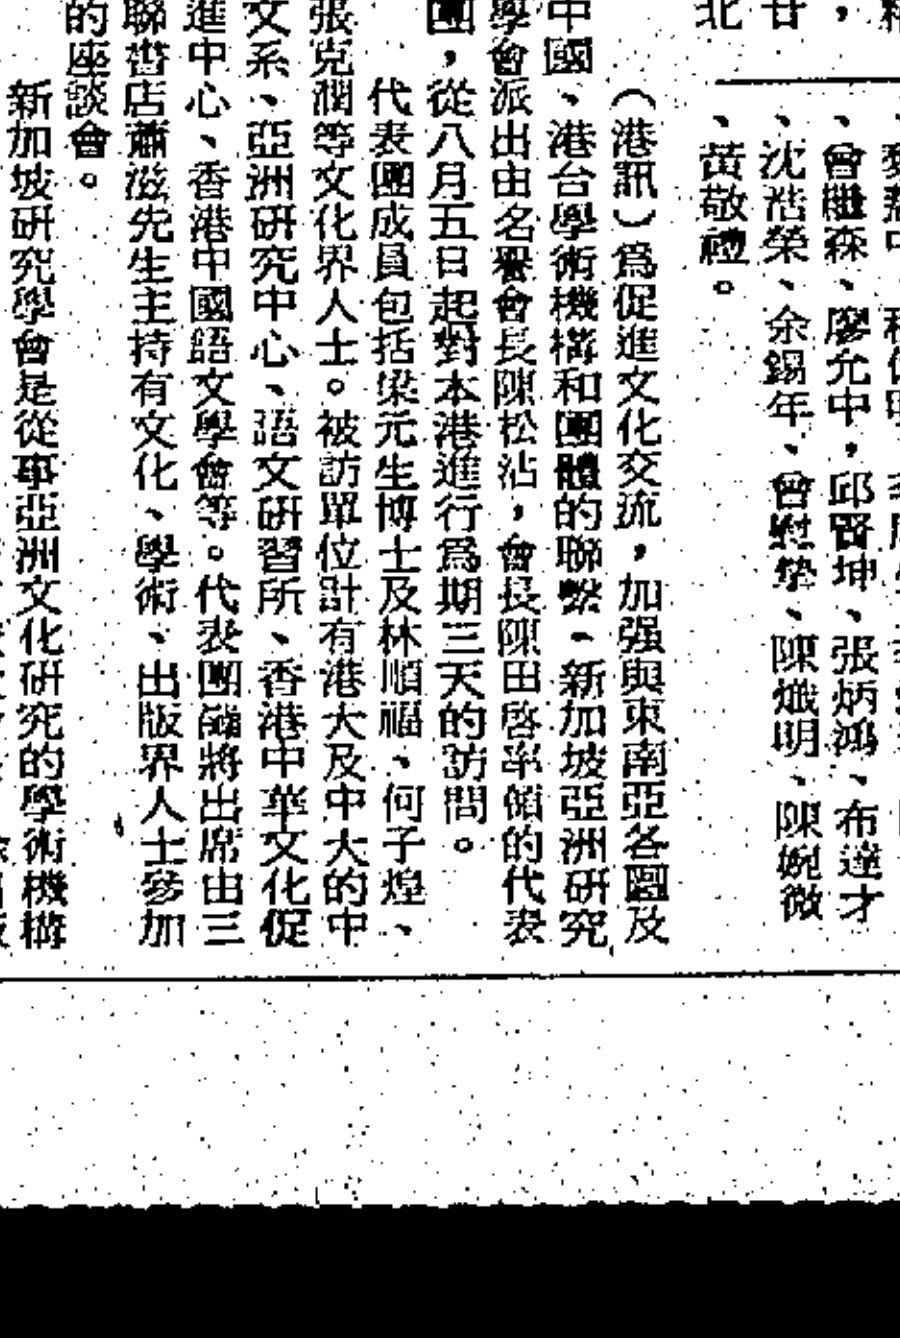 、曾繼森、廖允中，邱賢坤、張炳鴻、布達才
、沈浩榮、余錫年、曾慰摯、陳熾明、陳婉微
、黃敬禮。
（港訊）爲促進文化交流，加强與東南亞各國及
中國、港台學術機構和團體的聯繫、新加坡亞洲研究
學會派出由名譽會長陳松沾，會長陳田啓率領的代表
團，從八月五日起對本港進行爲期三天的訪問。
代表團成員包括梁元生博士及林順福、何子煌、
張克潤等文化界人士。被訪單位計有港大及中大的中
文系、亞洲研究中心、語文研習所、香港中華文化促
進中心、香港中國語文學會等。代表團並將出席由三
聯書店蕭滋先生主持有文化、學術、出版界人士參加
的座談會。
新加坡研究學會是從事亞洲文化研究的學術機構